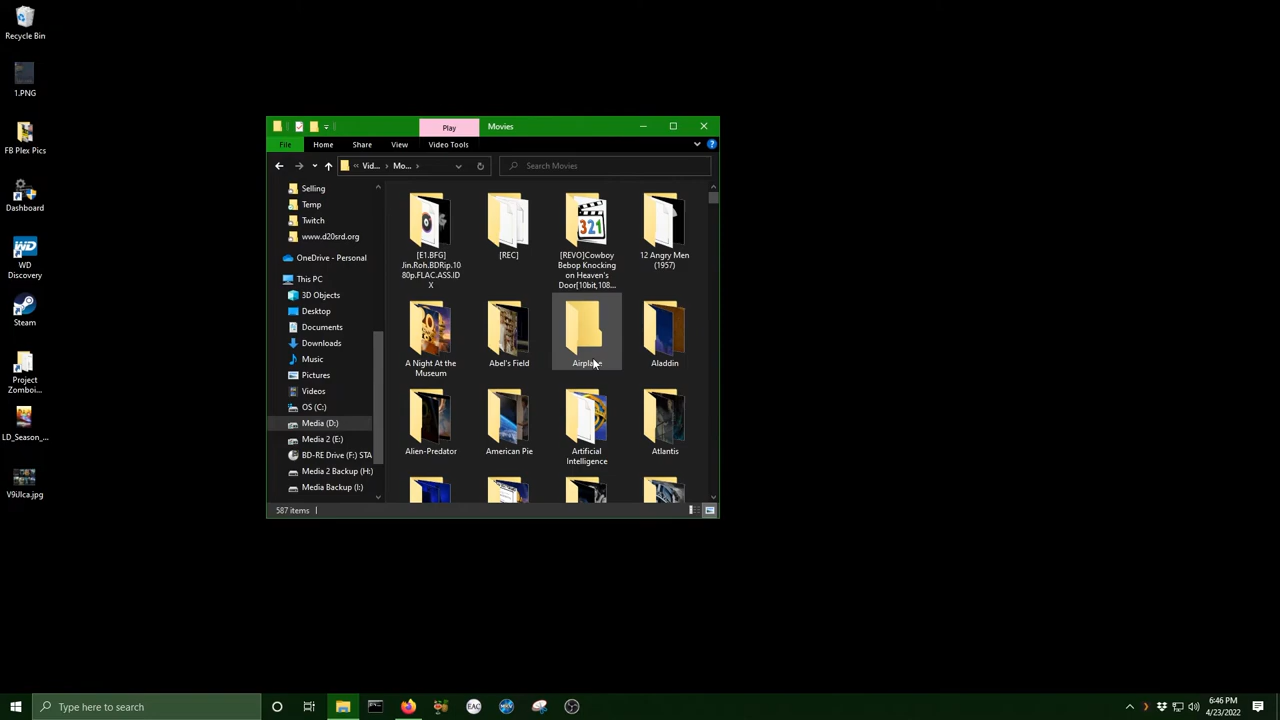 Recycle Bin
1.PNG
FB Plex Pics
Dashboard
WD
Discovery
Steam
Project
Zomboi...
LD_Season_...
V9iJlca.jpg
Play
Movies
File
Home
Share
View
Video Tools
Vid...
Mo...
Search Movies
Selling
Temp
Twitch
www.d20srd.org
OneDrive - Personal
This PC
3D Objects
Desktop
Documents
Downloads
Music
Pictures
Videos
OS (C:)
Media (D:)
Media 2 (E:)
BD-RE Drive (F:) STA
Media 2 Backup (H:)
Media Backup (I:)
[E1.BFG]
Jin.Roh.BDRip.10
80p.FLAC.ASS.ID
X
[REC]
321
[REVO]Cowboy
Bebop Knocking
on Heaven's
Door[10bit,108...
12 Angry Men
(1957)
A Night At the
Museum
Abel's Field
Airplane
Aladdin
Alien-Predator
American Pie
Artificial
Intelligence
Atlantis
587 items
Type here to search
EAC
6:46 PM
4/23/2022